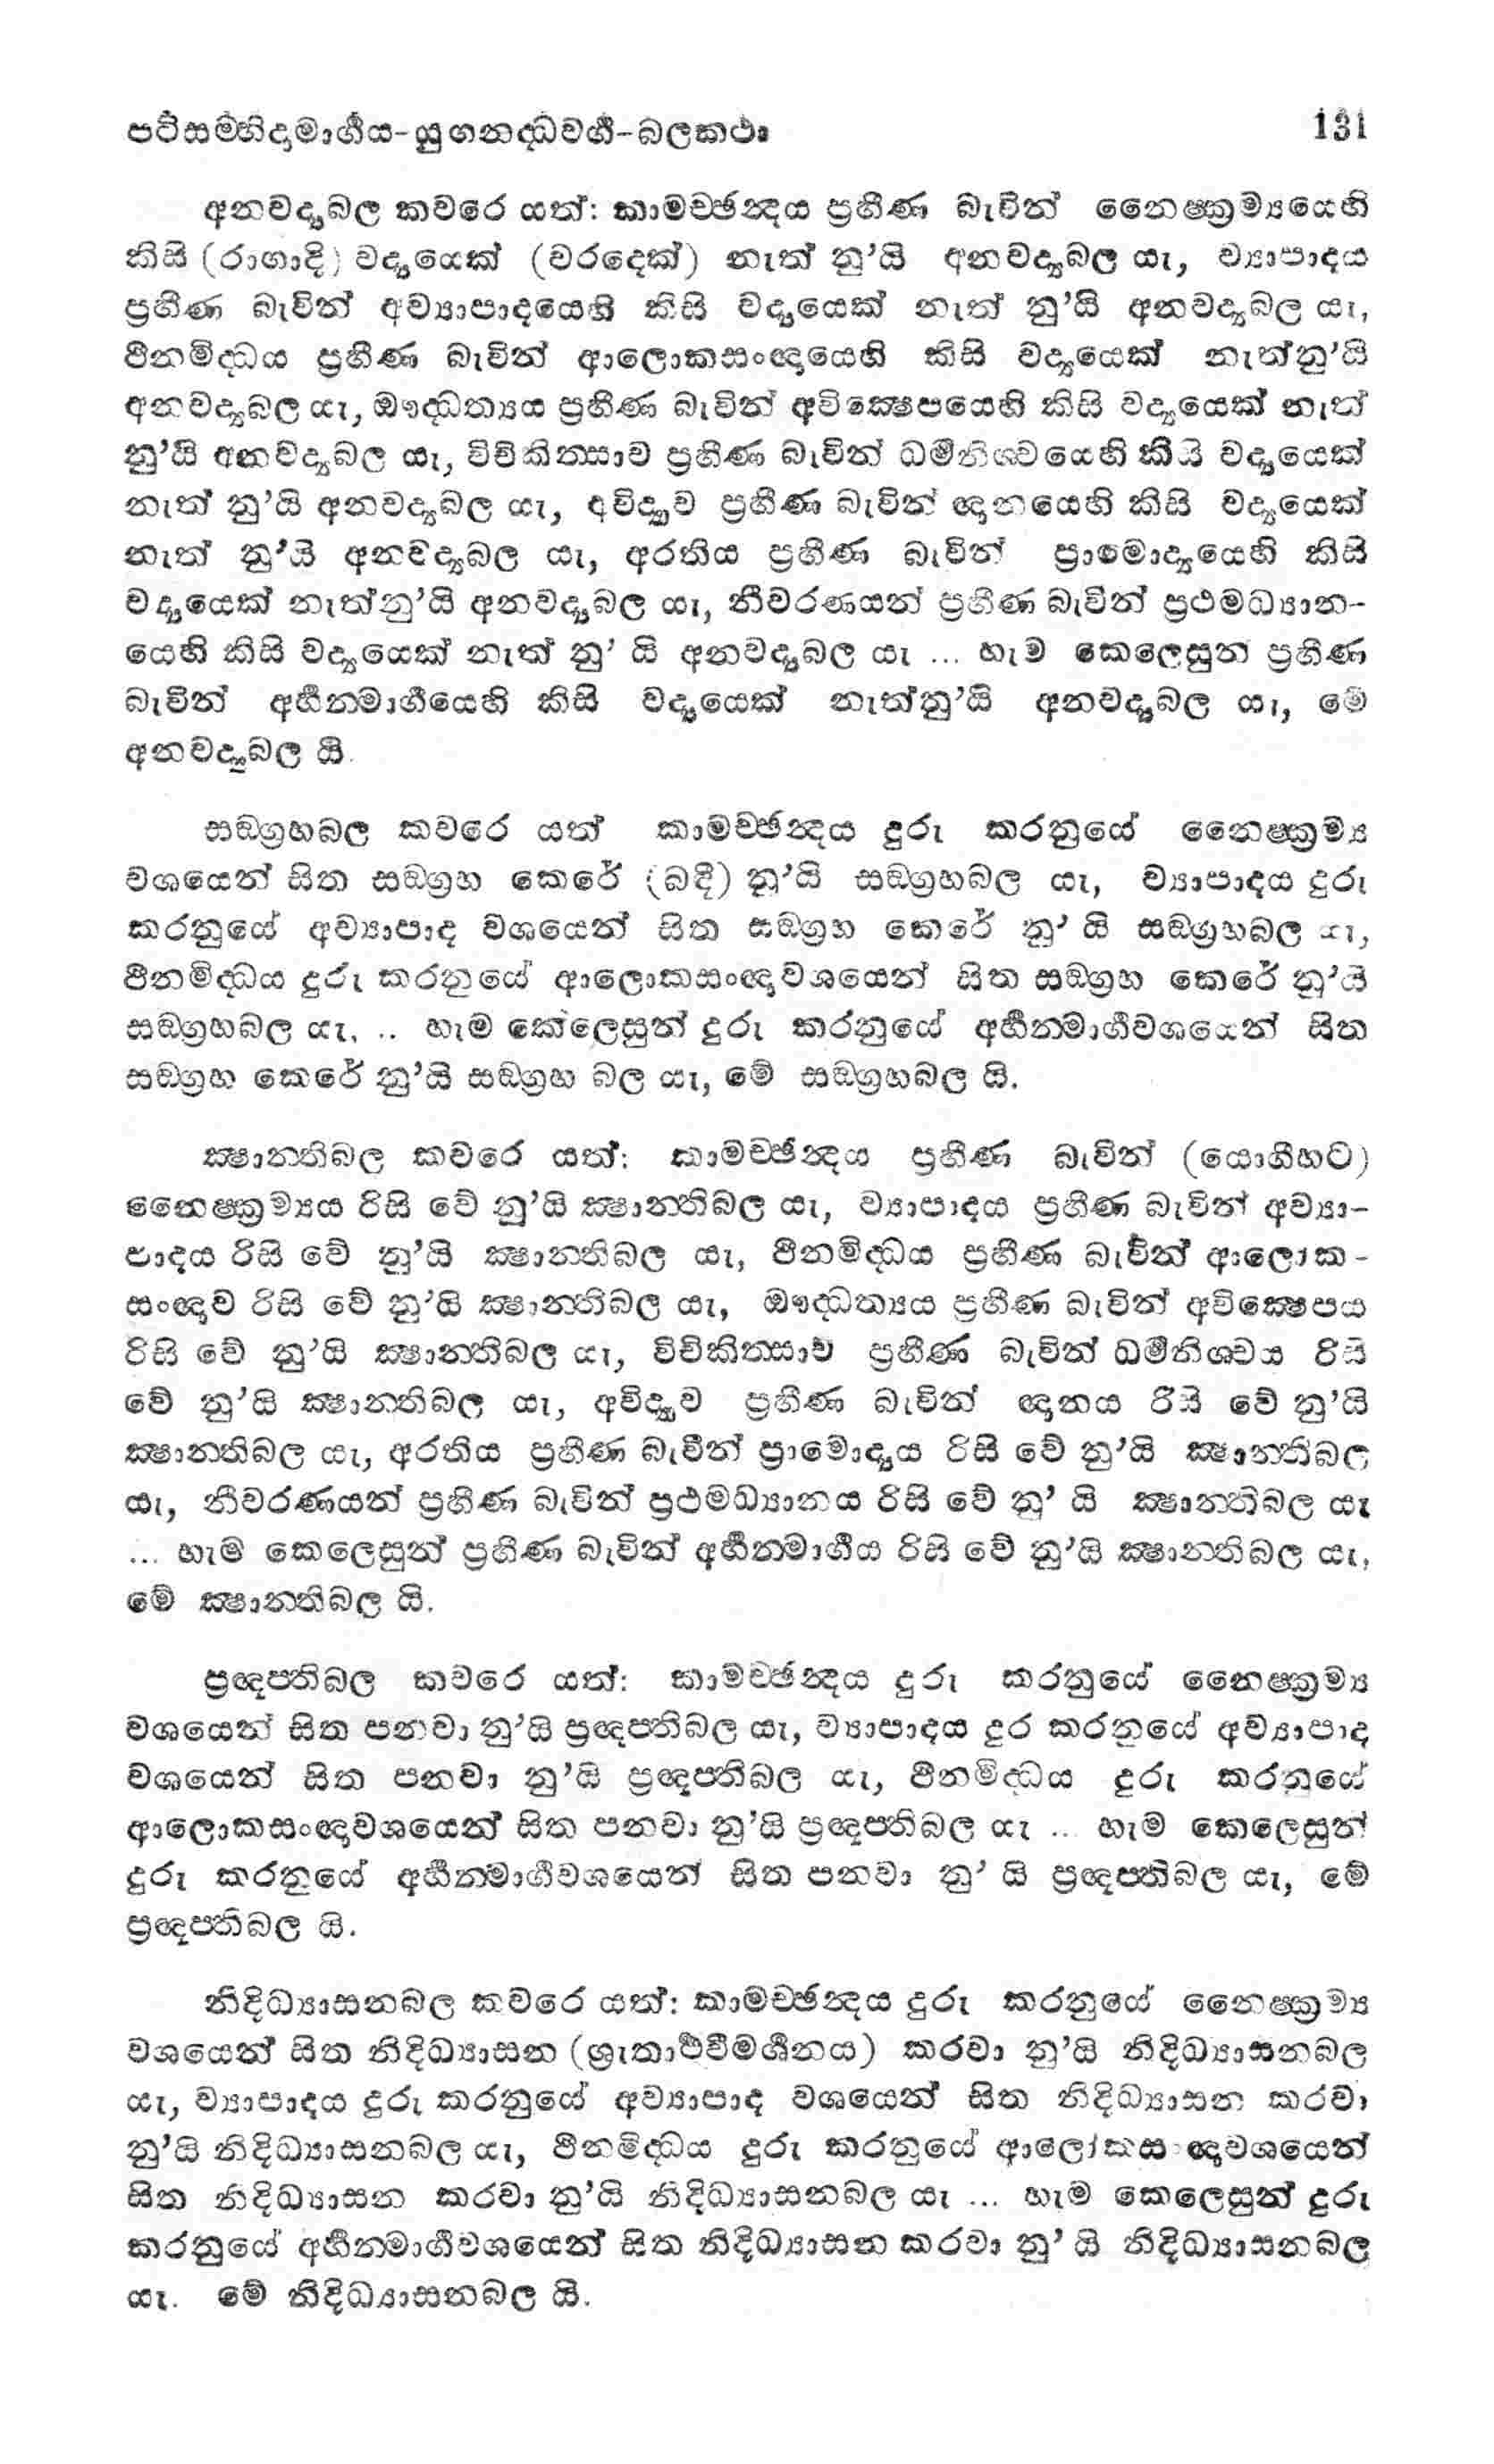 පටිසම්භිදාමාර්ගය-යුගනද්ධවර්ග-බලකථා 131
අනවද්‍යබල කවරෙ යත්: කාමච්ඡන්දය ප්‍රහීණ බැවින් නෛෂ්ක්‍රම්‍යයෙහි
කිසි (රාගාදි) වද්‍යයෙක් (වරදෙක්) නැත් නු’යි අනවද්‍යබල යැ, ව්‍යාපාදය
ප්‍රහීණ බැවින් අව්‍යාපාදයෙහි කිසි වද්‍යයෙක් නැත් නු’යි අනවද්‍යබල යැ,
ථිනමිද්ධය ප්‍රහීණ බැවින් ආලොකසංඥායෙහි කිසි වද්‍යයෙක් නැත්නු’යි
අනවද්‍යබල යැ, ඖද්ධත්‍යය ප්‍රහීණ බැවින් අවික්‍ෂෙපයෙහි කිසි වද්‍යයෙක් නැත්
නු’යි අනවද්‍යබල යැ, විචිකිත්සාව ප්‍රහීණ බැවින් ධර්මනිශ්චයෙහි කිසි වද්‍යයෙක්
නැත් නු’යි අනවද්‍යබල යැ, අවිද්‍යාව ප්‍රහීණ බැවින් ඥානයෙහි කිසි වද්‍යයෙක්
නැත් නු’යි අනවද්‍යබල යැ, අරතිය ප්‍රහීණ බැවින් ප්‍රාමොද්‍යයෙහි කිසි
වද්‍යයෙක් නැත්නු’යි අනවද්‍යබල යැ, නීවරණයන් ප්‍රහීණ බැවින් ප්‍රථමධ්‍යාන-
යෙහි කිසි වද්‍යයෙක් නැත් නු’ යි අනවද්‍යබල යැ ... හැම කෙලෙසුන් ප්‍රහීණ
බැවින් අර්හත්මාර්ගයෙහි කිසි වද්‍යයෙක් නැත්නු’යි අනවද්‍යබල යැ, මේ
අනවද්‍යබල යි.
සඞ්ග්‍රහබල කවරෙ යත් කාමච්ඡන්දය දුරු කරනුයේ නෛෂ්ක්‍රම්‍ය
වශයෙන් සිත සඞ්ග්‍රහ කෙරේ (බදී) නු’යි සඞ්ග්‍රහබල යැ, ව්‍යාපාදය දුරු
කරනුයේ අව්‍යාපාද වශයෙන් සිත සඞ්ග්‍රහ කෙරේ නු’ යි සඞ්ග්‍රහබල යැ,
ථිනමිද්ධය දුරු කරනුයේ ආලොකසංඥාවශයෙන් සිත සඞ්ග්‍රහ කෙරේ නු’යි
සඞ්ග්‍රහබල යැ, .. හැම කෙලෙසුන් දුරු කරනුයේ අර්හත්මාර්ගවශයෙන් සිත
සඞ්ග්‍රහ කෙරේ නු’යි සඞ්ග්‍රහ බල යැ, මේ සඞ්ග්‍රහබල යි.
ක්‍ෂාන්තිබල කවරෙ යත්: කාමච්ඡන්දය ප්‍රහීණ බැවින් (යොගීහට)
නෛෂ්ක්‍රම්‍යය රිසි වේ නු’යි ක්‍ෂාන්තිබල යැ, ව්‍යාපාදය ප්‍රහීණ බැවින් අව්‍යා-
පාදය රිසි වේ නු’යි ක්‍ෂාන්තිබල යැ, ථිනමිද්ධය ප්‍රහීණ බැවින් ආලෝක-
සංඥාව රිසි වේ නු’යි ක්‍ෂාන්තිබල යැ, ඖද්ධත්‍යය ප්‍රහීණ බැවින් අවික්‍ෂෙපය
රිසි වේ නු’යි ක්‍ෂාන්තිබල යැ, විචිකිත්සාව ප්‍රහීණ බැවින් ධර්මනිශ්චය රිසි
වේ නු’යි ක්‍ෂාන්තිබල යැ, අවිද්‍යාව ප්‍රහීණ බැවින් ඥානය රිසි වේ නු’යි
ක්‍ෂාන්තිබල යැ, අරතිය ප්‍රහීණ බැවින් ප්‍රාමොද්‍යය රිසි වේ නු’යි ක්‍ෂාන්තිබල
යැ, නීවරණයන් ප්‍රහීණ බැවින් ප්‍රථමධ්‍යානය රිසි වේ නු’ යි ක්‍ෂාන්තිබල යැ
... හැම කෙලෙසුන් ප්‍රහීණ බැවින් අර්හත්මාර්ගය රිසි වේ නු’යි ක්‍ෂාන්තිබල යැ,
මේ ක්‍ෂාන්තිබල යි.
ප්‍රඥප්තිබල කවරෙ යත්: කාමච්ඡන්දය දුරු කරනුයේ නෛෂ්ක්‍රම්‍ය
වශයෙන් සිත පනවා නු’යි ප්‍රඥප්තිබල යැ, ව්‍යාපාදය දුර කරනුයේ අව්‍යාපාද
වශයෙන් සිත පනවා නු’යි ප්‍රඥප්තිබල යැ, ථිනමිද්ධය දුරු කරනුයේ
ආලොකසංඥාවශයෙන් සිත පනවා නු’යි ප්‍රඥප්තිබල යැ ... හැම කෙලෙසුන්
දුරු කරනුයේ අර්හත්මාර්ගවශයෙන් සිත පනවා නු’ යි ප්‍රඥප්තිබල යැ, මේ
ප්‍රඥප්තිබල යි.
නිදිධ්‍යාසනබල කවරෙ යත්: කාමච්ඡන්දය දුරු කරනුයේ නෛෂ්ක්‍රම්‍ය
වශයෙන් සිත නිදිධ්‍යාසන (ශ්‍රැතාර්ථවිමර්ශනය) කරවා නු’යි නිදිධ්‍යාසනබල
යැ, ව්‍යාපාදය දුරු කරනුයේ අව්‍යාපාද වශයෙන් සිත නිදිධ්‍යාසන කරවා
නු’යි නිදිධ්‍යාසනබල යැ, ථිනමිද්ධය දුරු කරනුයේ ආලෝකසංඥාවශයෙන්
සිත නිදිධ්‍යාසන කරවා නු’යි නිදිධ්‍යාසනබල යැ ... හැම කෙලෙසුන් දුරු
කරනුයේ අර්හත්මාර්ගවශයෙන් සිත නිදිධ්‍යාසන කරවා නු’ යි නිදිධ්‍යාසනබල
යැ. මේ නිදිධ්‍යාසනබල යි.